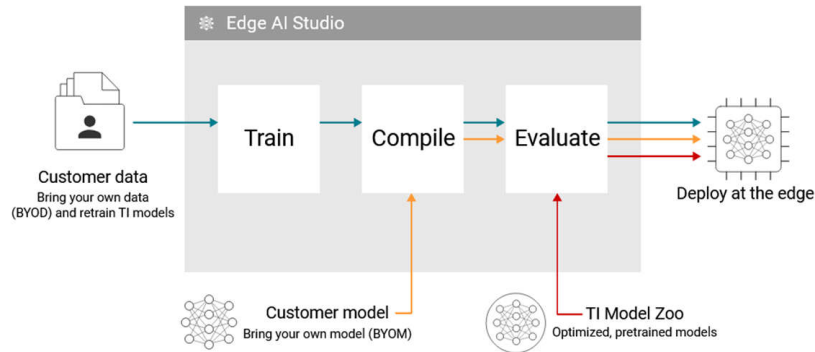 Edge AI Studio
Train
Compile
Evaluate
Customer data
Bring your own data
(BYOD) and retrain TI models
Deploy at the edge
Customer model
Bring your own model (BYOM)
TI Model Zoo
Optimized, pretrained models